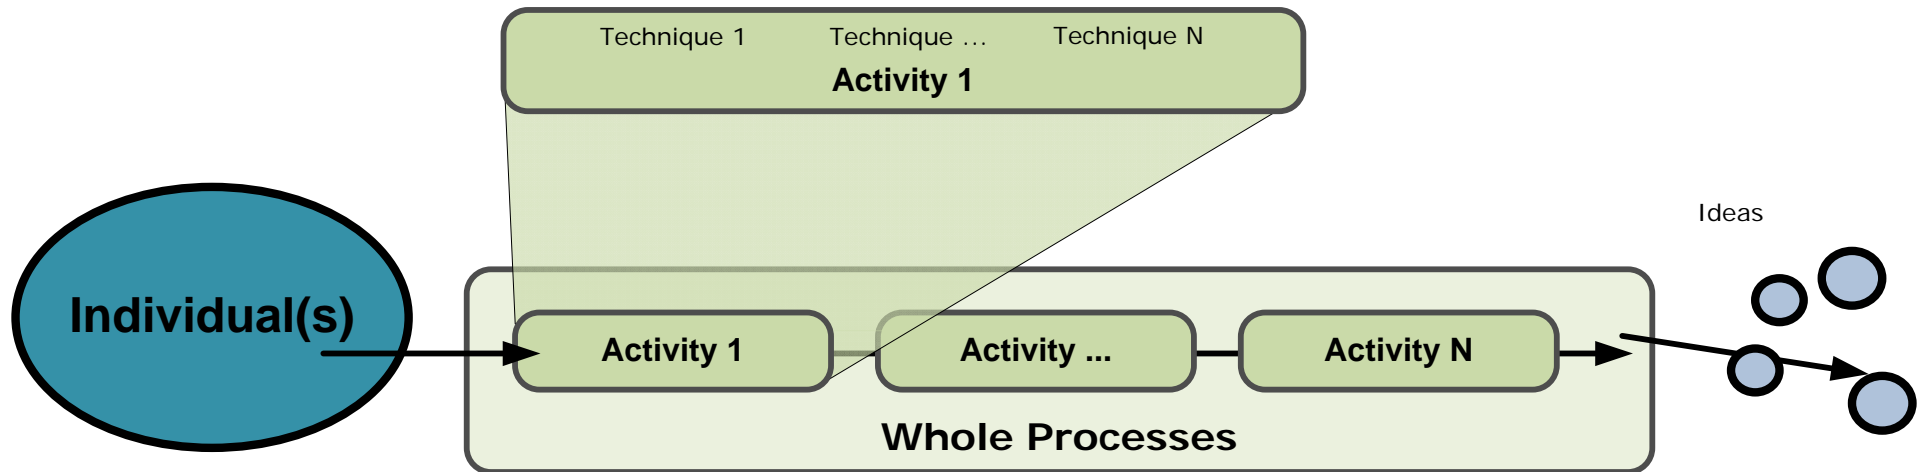 Technique 1 Technique ... Technique N
Activity 1
Ideas
Individual(s)
Activity 1 Activity ... Activity N
Whole Processes